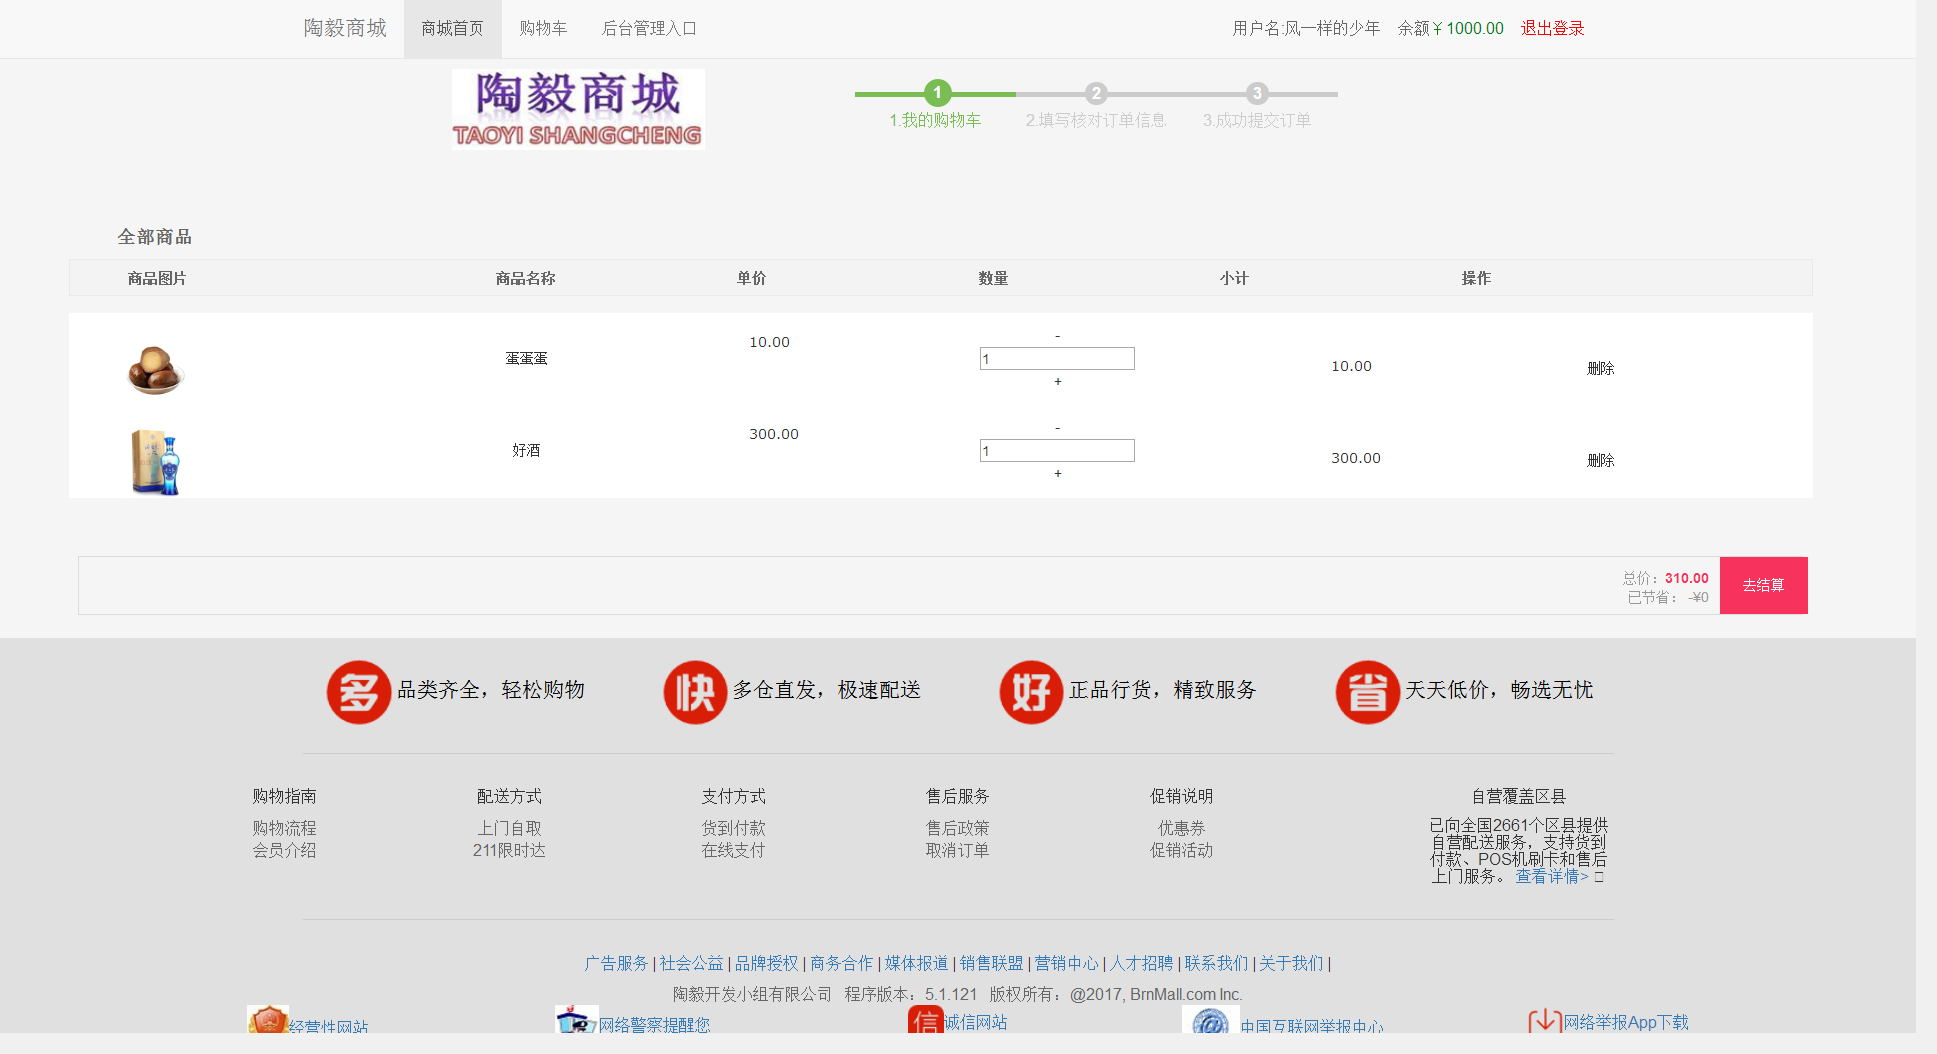 陶毅商城 商城首页 购物车 后台管理入口 用户名:风一样的少年 余额￥1000.00 退出登录
陶毅商城
TAOYI SHANGCHENG
1 2 3
1.我的购物车 2.填写核对订单信息 3.成功提交订单
全部商品
商品图片 商品名称 单价 数量 小计 操作
蛋蛋蛋 10.00 - 1 + 10.00 删除
好酒 300.00 - 1 + 300.00 删除
总价：310.00
已节省： -¥0
去结算
多 品类齐全，轻松购物 快 多仓直发，极速配送 好 正品行货，精致服务 省 天天低价，畅选无忧
购物指南 配送方式 支付方式 售后服务 促销说明 自营覆盖区县
购物流程 上门自取 货到付款 售后政策 优惠券
会员介绍 211限时达 在线支付 取消订单 促销活动
已向全国2661个区县提供
自营配送服务，支持货到
付款、POS机刷卡和售后
上门服务。 查看详情>
广告服务 | 社会公益 | 品牌授权 | 商务合作 | 媒体报道 | 销售联盟 | 营销中心 | 人才招聘 | 联系我们 | 关于我们 |
陶毅开发小组有限公司 程序版本：5.1.121 版权所有：@2017, BrnMall.com Inc.
经营性网站 网络警察提醒您 信 诚信网站 中国互联网举报中心 网络举报App下载